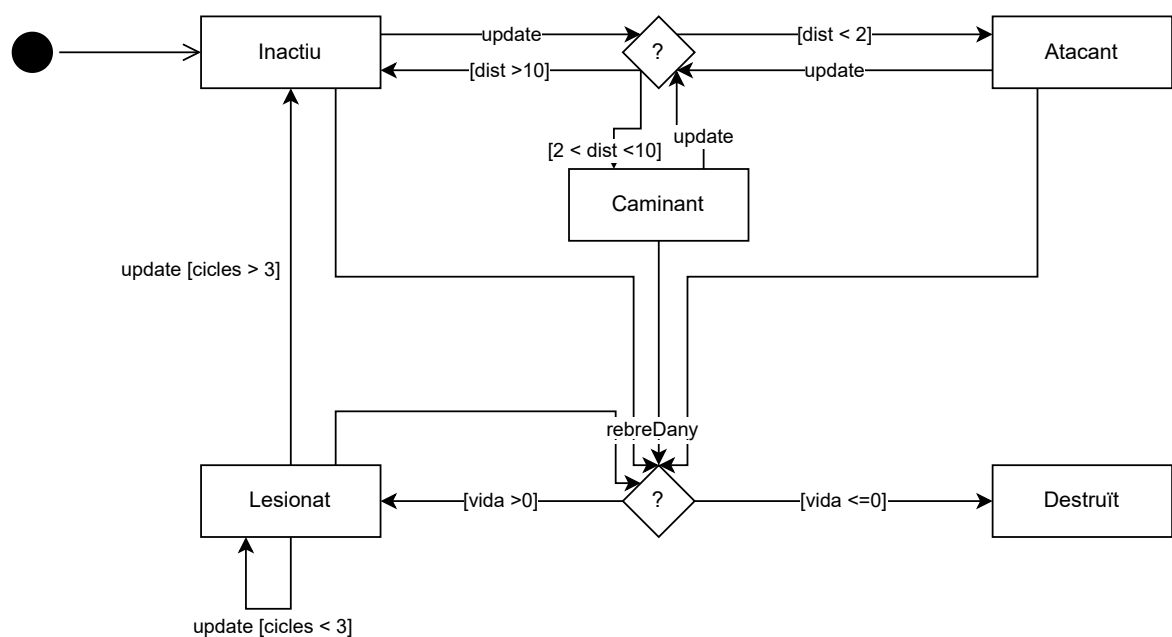 Inactiu
update
?
[dist < 2]
Atacant
[dist >10]
update
[2 < dist <10]
update
Caminant
update [cicles > 3]
rebreDany
Lesionat
[vida >0]
?
[vida <=0]
Destruït
update [cicles < 3]